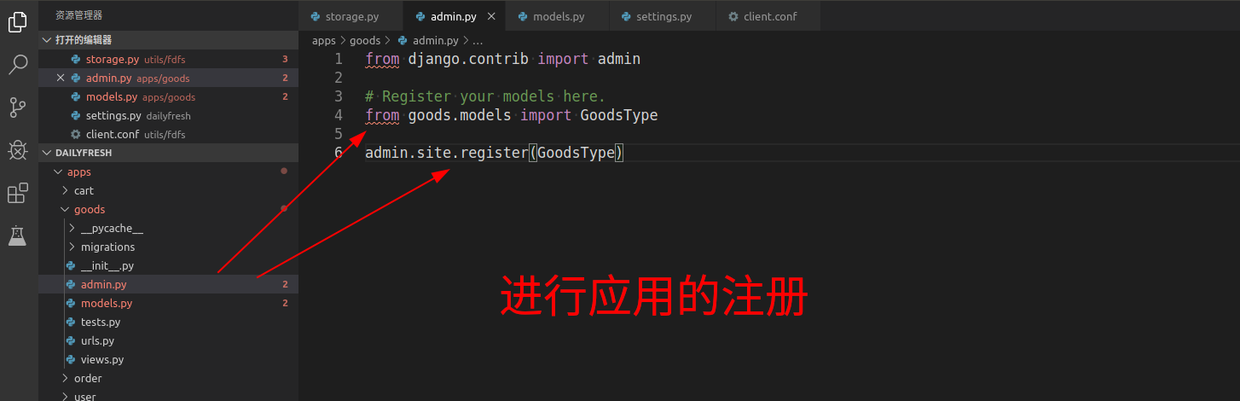 资源管理器
打开的编辑器
storage.py utils/fdfs 3
admin.py apps/goods 2
models.py apps/goods 2
settings.py dailyfresh
client.conf utils/fdfs
DAILYFRESH
apps
cart
goods
__pycache__
migrations
__init__.py
admin.py 2
models.py 2
tests.py
urls.py
views.py
order
user
storage.py admin.py models.py settings.py client.conf
apps > goods > admin.py > ...
1 from django.contrib import admin
2
3 # Register your models here.
4 from goods.models import GoodsType
5
6 admin.site.register(GoodsType)
进行应用的注册